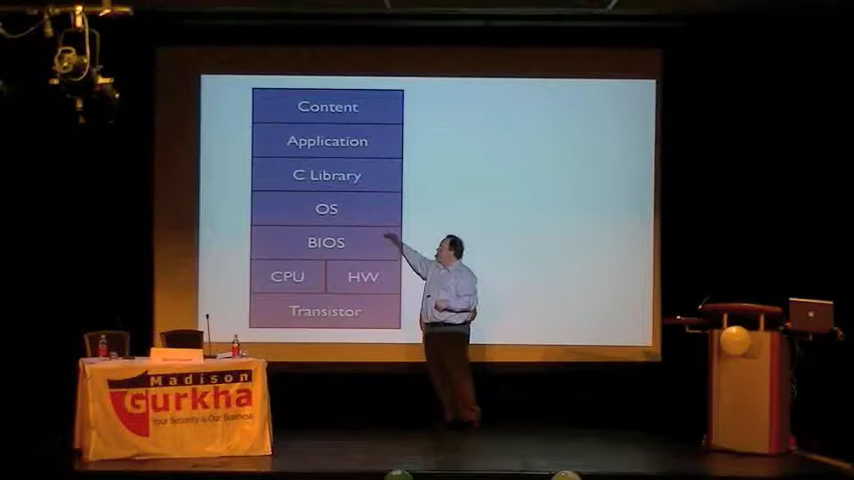 Content
Application
C Library
OS
BIOS
CPU HW
Transistor
Madison
Gurkha
Your Security is Our Business